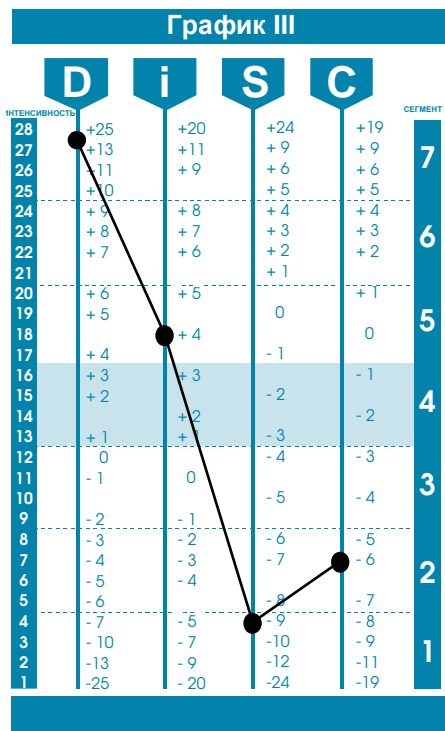 График III
D i S C
ИНТЕНСИВНОСТЬ СЕГМЕНТ
28 +25 +20 +24 +19
27 +13 +11 + 9 + 9 7
26 +11 + 9 + 6 + 6
25 +10 + 5 + 5
24 + 9 + 8 + 4 + 4
23 + 8 + 7 + 3 + 3 6
22 + 7 + 6 + 2 + 2
21 + 1
20 + 6 + 5 + 1
19 + 5 0 5
18 + 4 0
17 + 4 - 1
16 + 3 + 3 - 1
15 + 2 - 2 4
14 + 2 - 2
13 + 1 - 3
12 0 - 4 - 3
11 - 1 0 3
10 - 5 - 4
9 - 2 - 1
8 - 3 - 2 - 6 - 5
7 - 4 - 3 - 7 - 6 2
6 - 5 - 4
5 - 6 - 8 - 7
4 - 7 - 5 - 9 - 8
3 - 10 - 7 -10 - 9 1
2 -13 - 9 -12 -11
1 -25 - 20 -24 -19